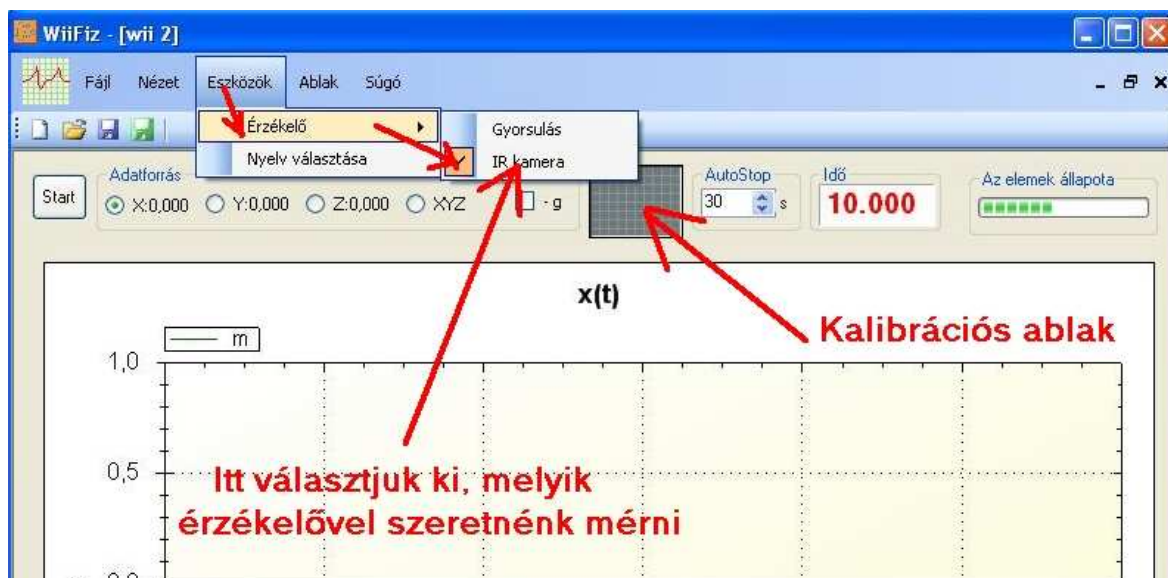 WiiFiz - [wii 2]
Fájl Nézet Eszközök Ablak Súgó
Érzékelő
Nyelv választása
Gyorsulás
IR kamera
Start
Adatforrás
X:0,000 Y:0,000 Z:0,000 XYZ
- g
AutoStop
30 s
Idő
10.000
Az elemek állapota
x(t)
m
Kalibrációs ablak
1,0
0,5
Itt választjuk ki, melyik
érzékelővel szeretnénk mérni